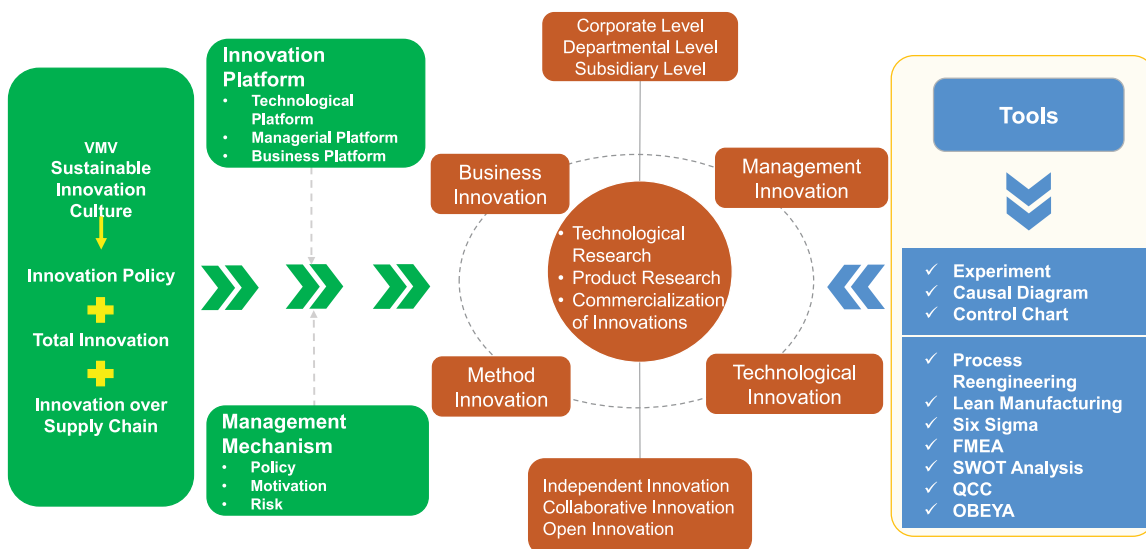 VMV
Sustainable
Innovation
Culture
Innovation Policy
Total Innovation
Innovation over
Supply Chain
Innovation
Platform
• Technological
Platform
• Managerial Platform
• Business Platform
Management
Mechanism
• Policy
• Motivation
• Risk
Corporate Level
Departmental Level
Subsidiary Level
Business
Innovation
Management
Innovation
• Technological
Research
• Product Research
• Commercialization
of Innovations
Method
Innovation
Technological
Innovation
Independent Innovation
Collaborative Innovation
Open Innovation
Tools
✓ Experiment
✓ Causal Diagram
✓ Control Chart
✓ Process
Reengineering
✓ Lean Manufacturing
✓ Six Sigma
✓ FMEA
✓ SWOT Analysis
✓ QCC
✓ OBEYA